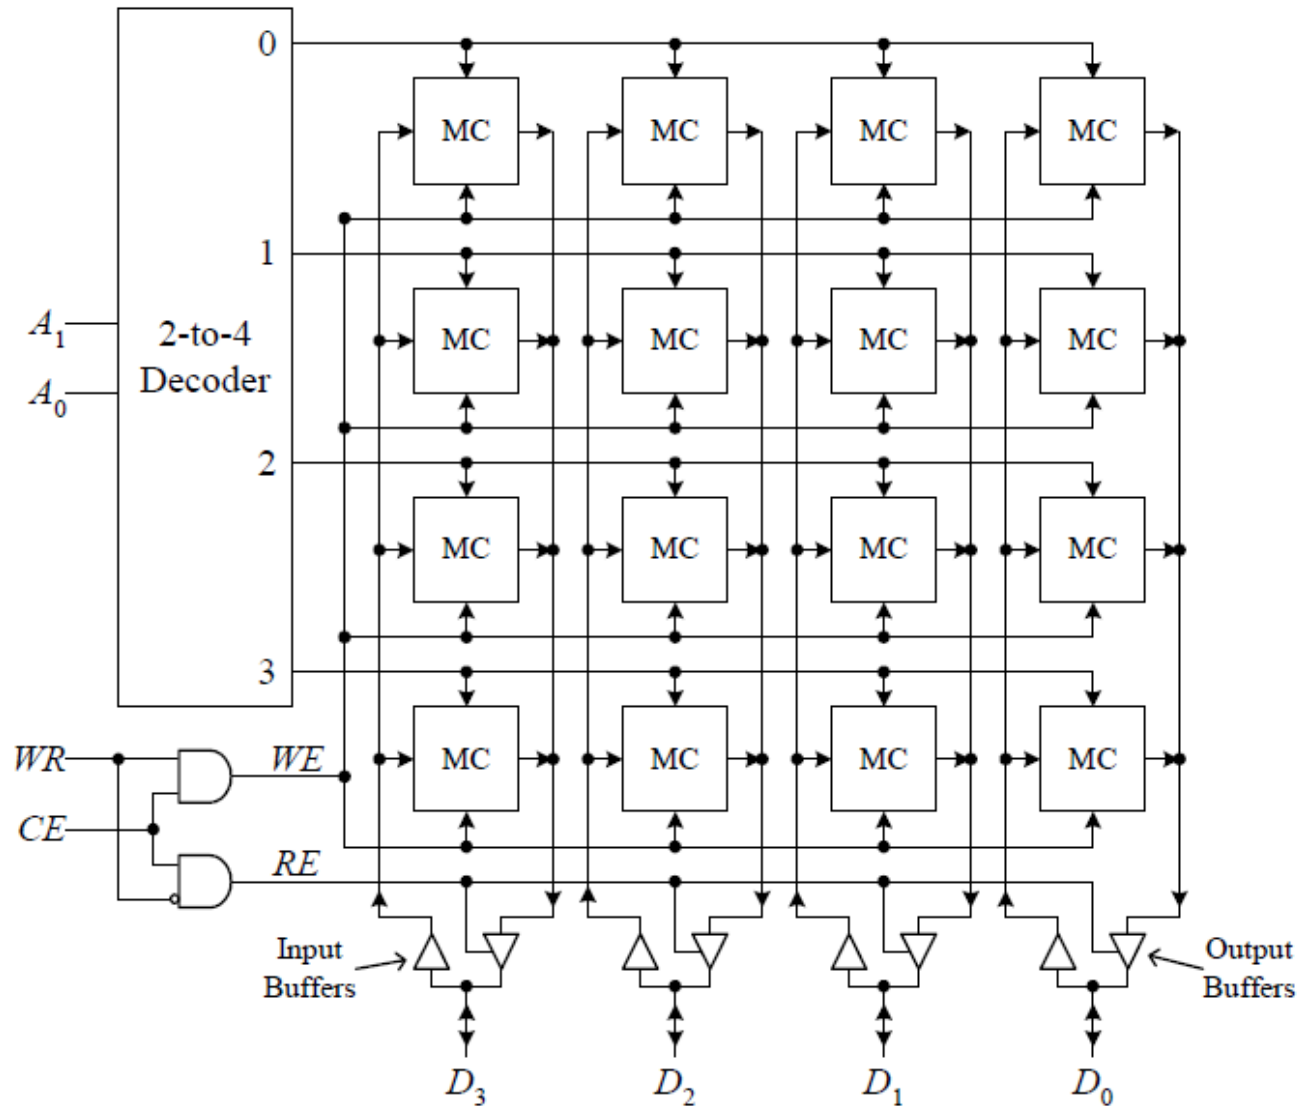 0
MC MC MC MC
1
A1
2-to-4
Decoder
A0
MC MC MC MC
2
MC MC MC MC
3
MC MC MC MC
WR
WE
CE
RE
Input
Buffers
Output
Buffers
D3 D2 D1 D0